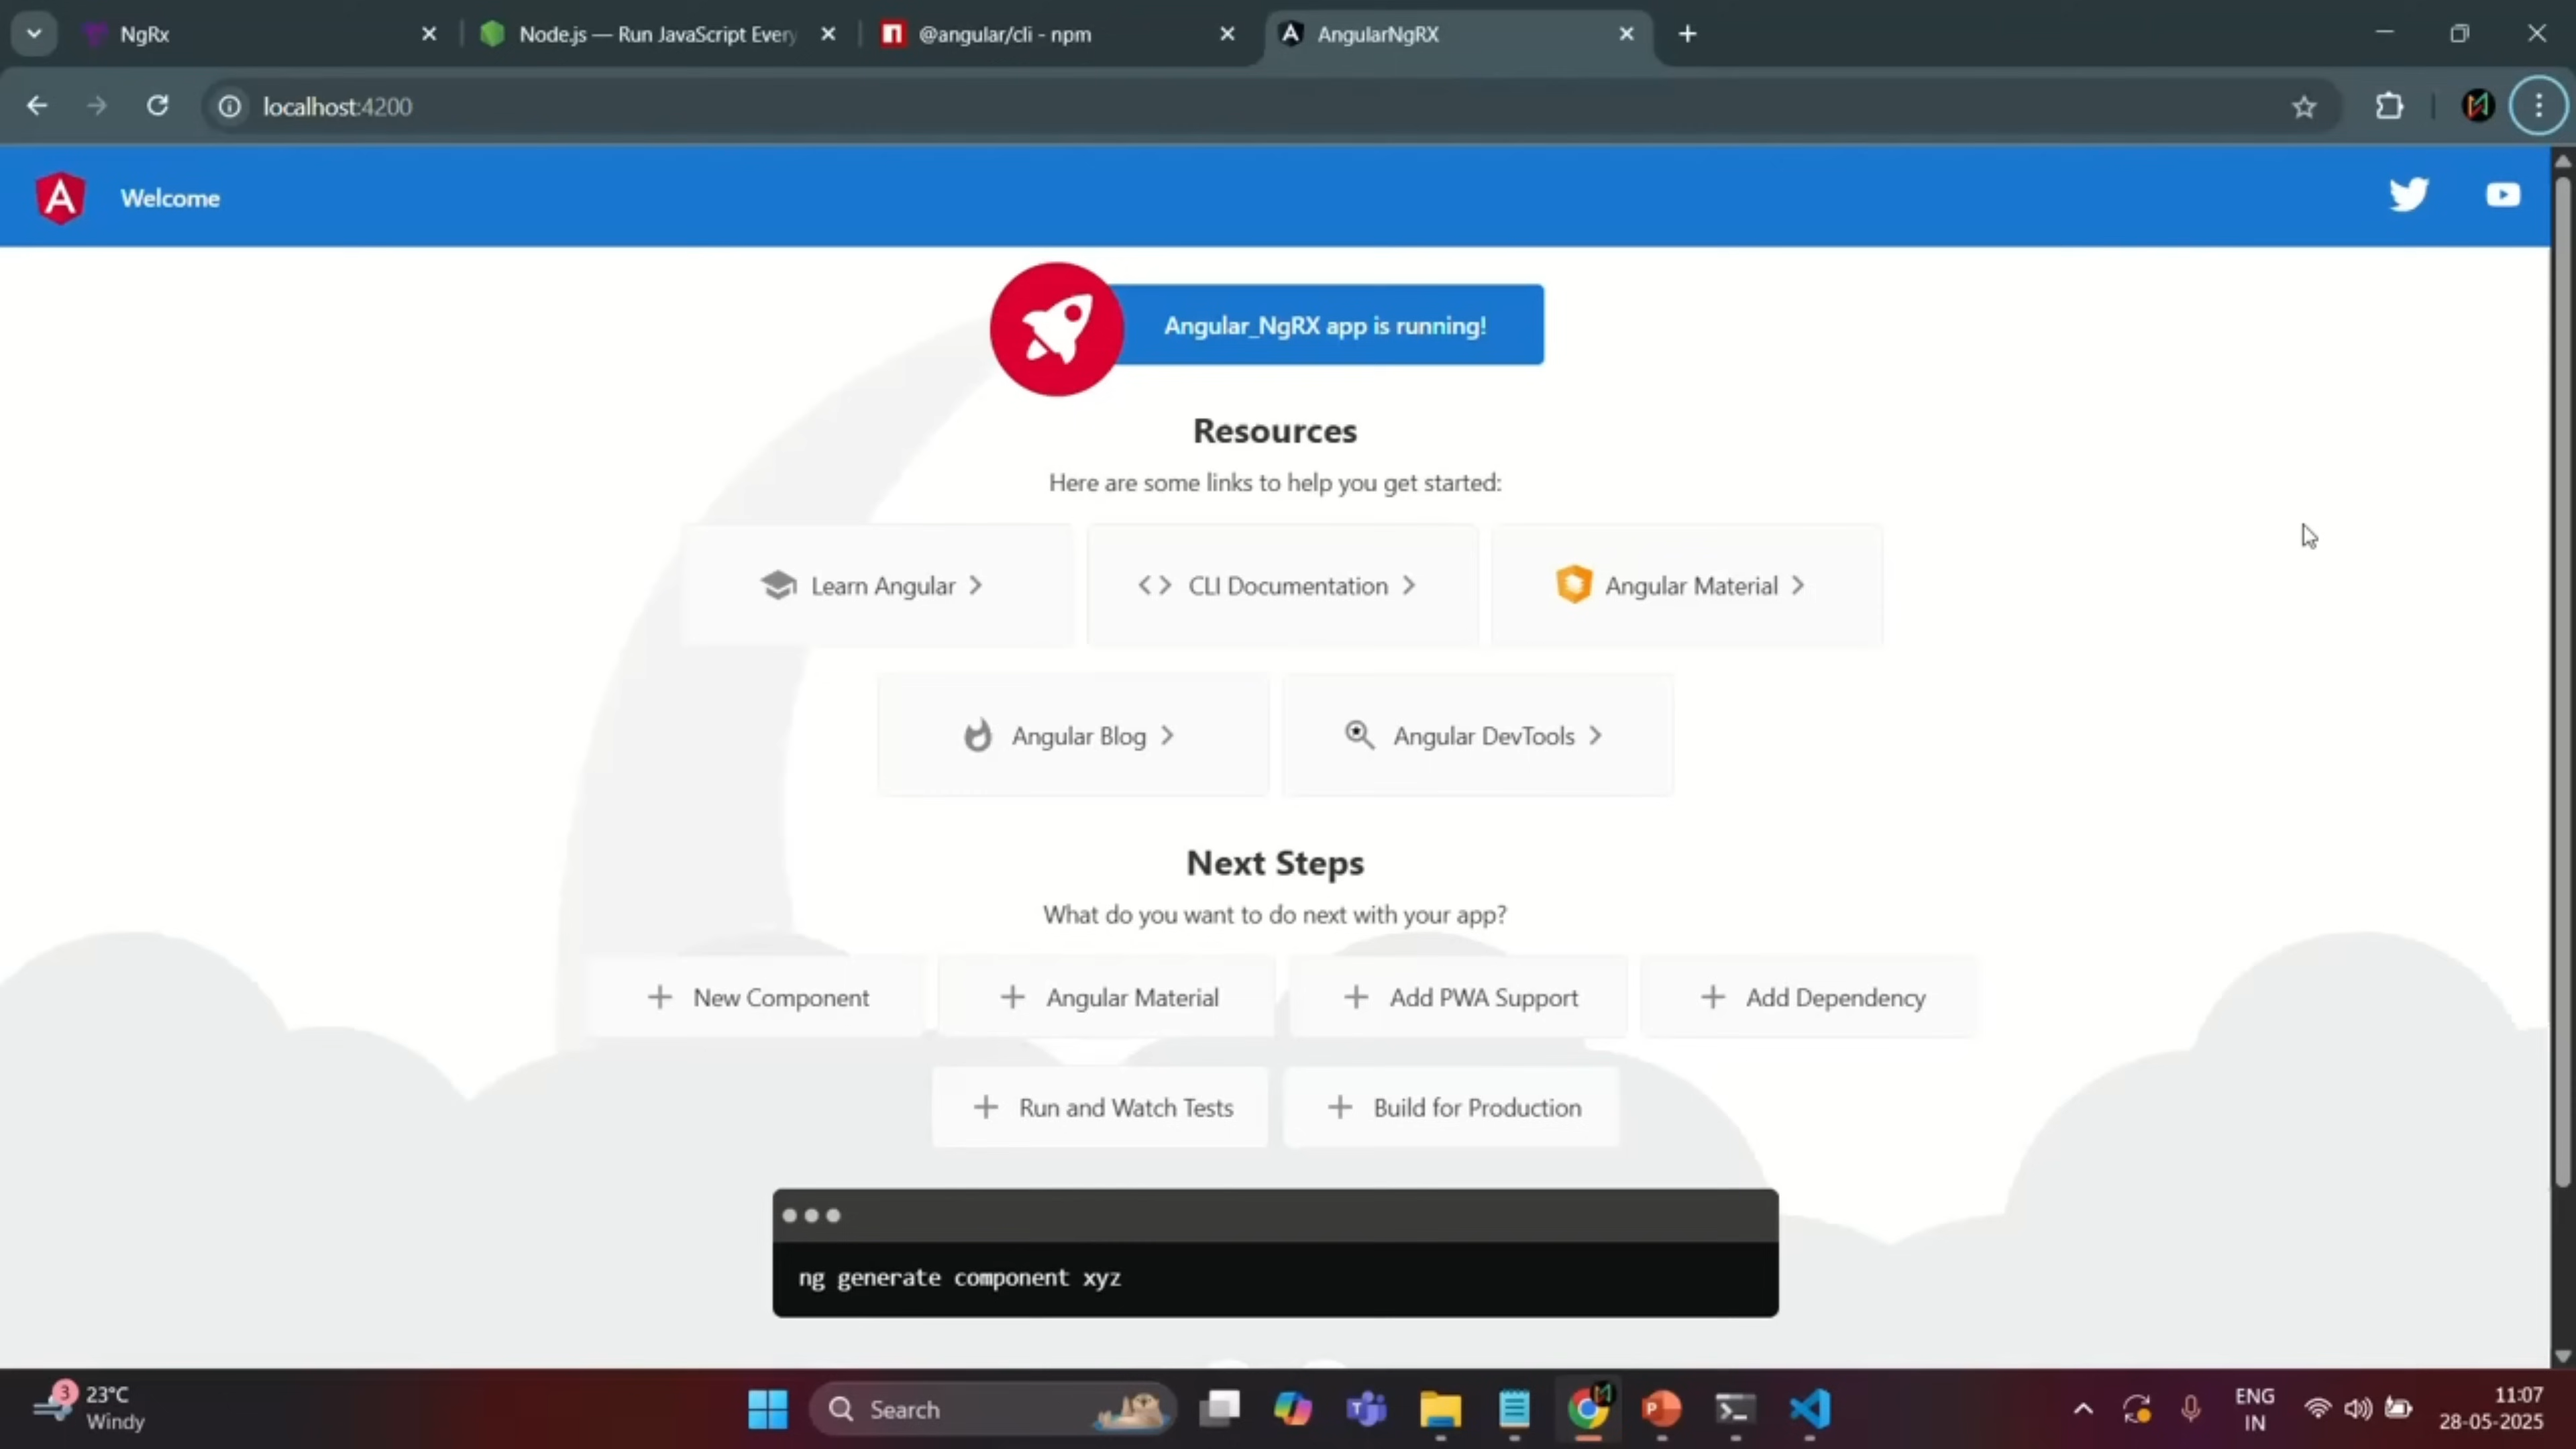 NgRx
Node.js — Run JavaScript Every
@angular/cli - npm
AngularNgRX
localhost:4200
Welcome
Angular_NgRX app is running!
Resources
Here are some links to help you get started:
Learn Angular
CLI Documentation
Angular Material
Angular Blog
Angular DevTools
Next Steps
What do you want to do next with your app?
New Component
Angular Material
Add PWA Support
Add Dependency
Run and Watch Tests
Build for Production
ng generate component xyz
3
23°C
Windy
Search
ENG
IN
11:07
28-05-2025